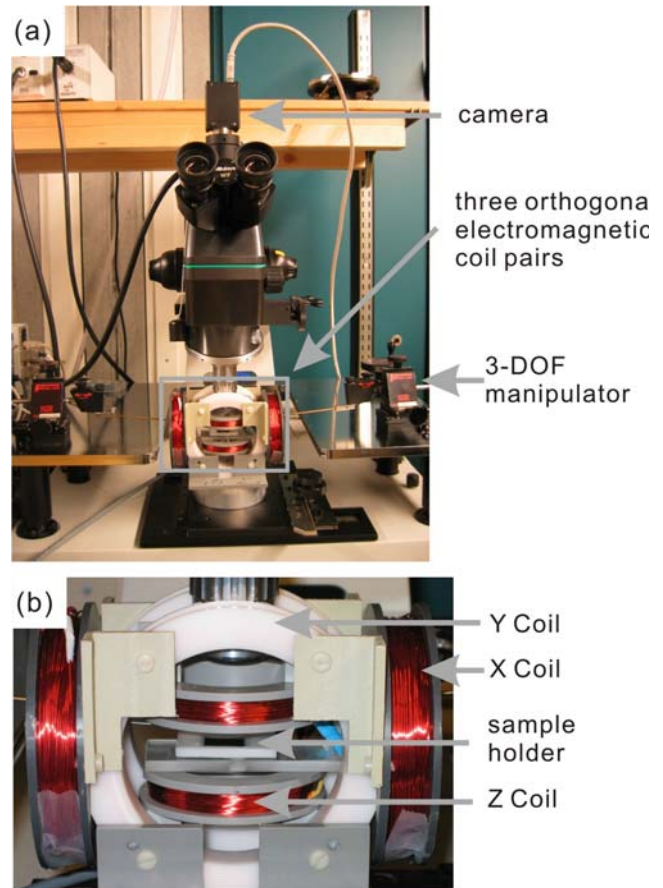 (a)
camera
three orthogona
electromagnetic
coil pairs
3-DOF
manipulator
(b)
Y Coil
X Coil
sample
holder
Z Coil